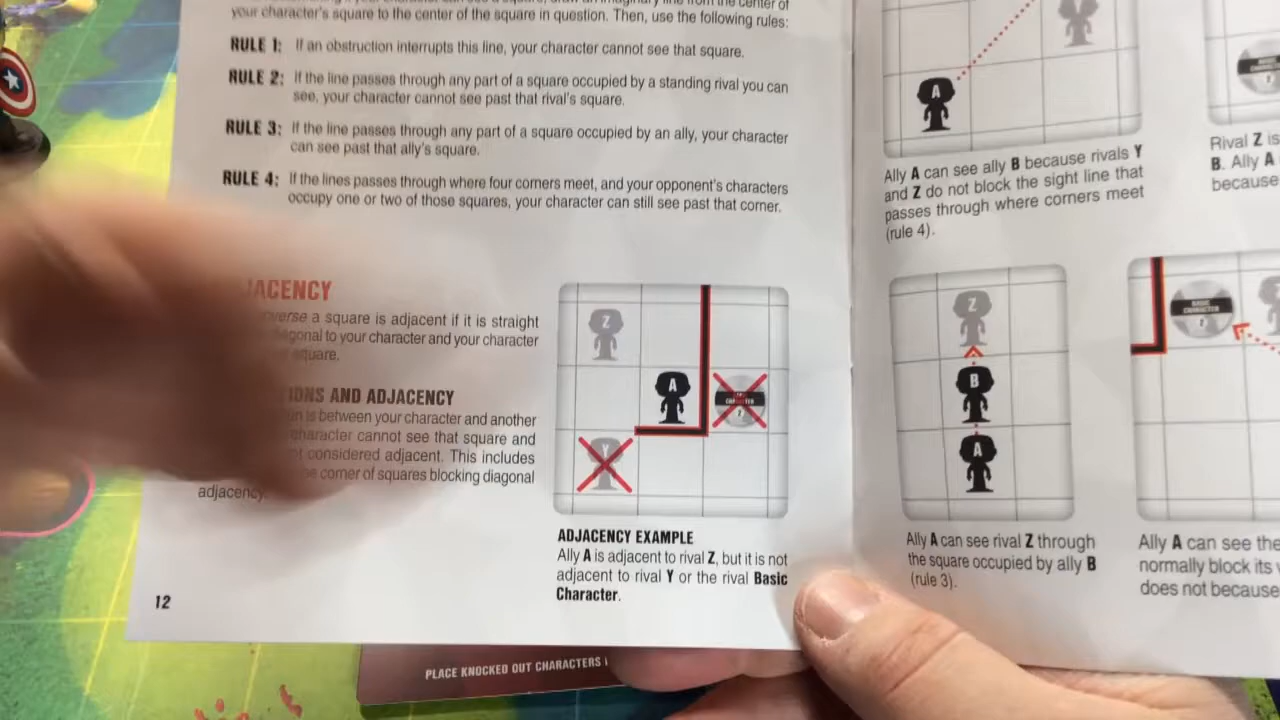 your character's square to the center of the square in question. Then, use the following rules:
RULE 1: If an obstruction interrupts this line, your character cannot see that square.
RULE 2: If the line passes through any part of a square occupied by a standing rival you can
see, your character cannot see past that rival's square.
RULE 3: If the line passes through any part of a square occupied by an ally, your character
can see past that ally's square.
RULE 4: If the lines passes through where four corners meet, and your opponent's characters
occupy one or two of those squares, your character can still see past that corner.
JACENCY
verse a square is adjacent if it is straight
agonal to your character and your character
square.
IONS AND ADJACENCY
is between your character and another
character cannot see that square and
ot considered adjacent. This includes
e corner of squares blocking diagonal
adjacency.
Z
A
BASIC
CHARACTER
Y
ADJACENCY EXAMPLE
Ally A is adjacent to rival Z, but it is not
adjacent to rival Y or the rival Basic
Character.
12
PLACE KNOCKED OUT CHARACTERS
A
Ally A can see ally B because rivals Y
and Z do not block the sight line that
passes through where corners meet
(rule 4).
Z
B
A
Ally A can see rival Z through
the square occupied by ally B
(rule 3).
Rival Z is
B. Ally A
because
BASIC
CHARACTER
Ally A can see the
normally block its
does not because